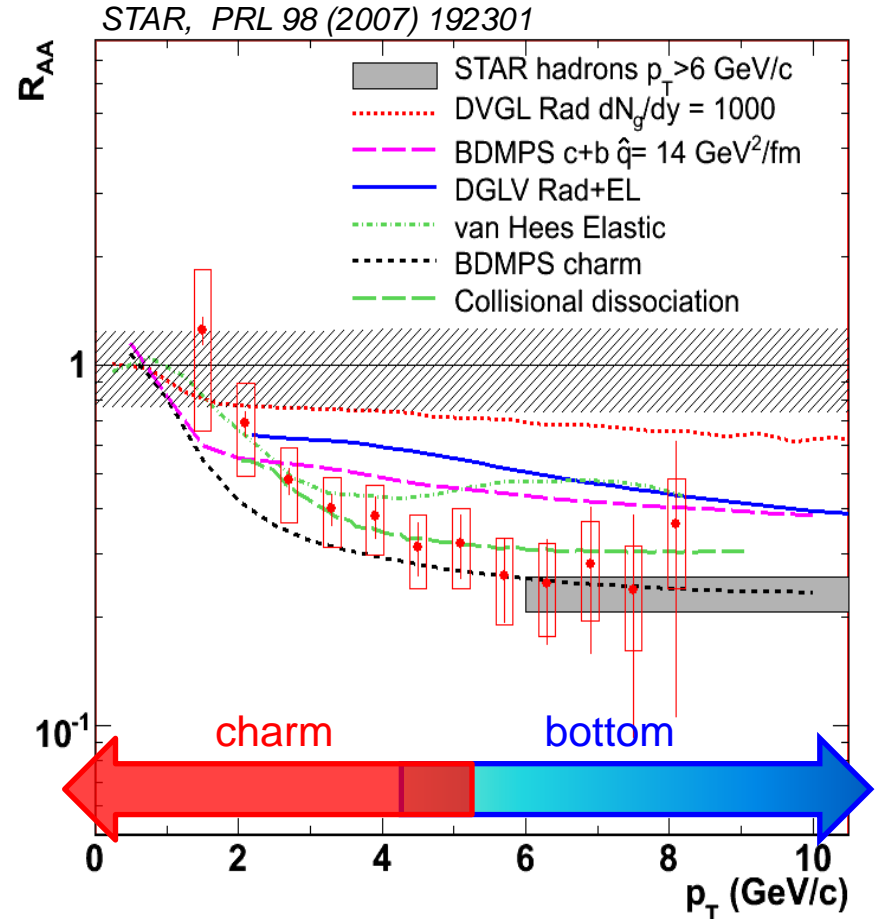 STAR, PRL 98 (2007) 192301
R_AA
STAR hadrons p_T>6 GeV/c
DVGL Rad dN_g/dy = 1000
BDMPS c+b q̂= 14 GeV²/fm
DGLV Rad+EL
van Hees Elastic
BDMPS charm
Collisional dissociation
1
10⁻¹
charm bottom
0 2 4 6 8 10
p_T (GeV/c)